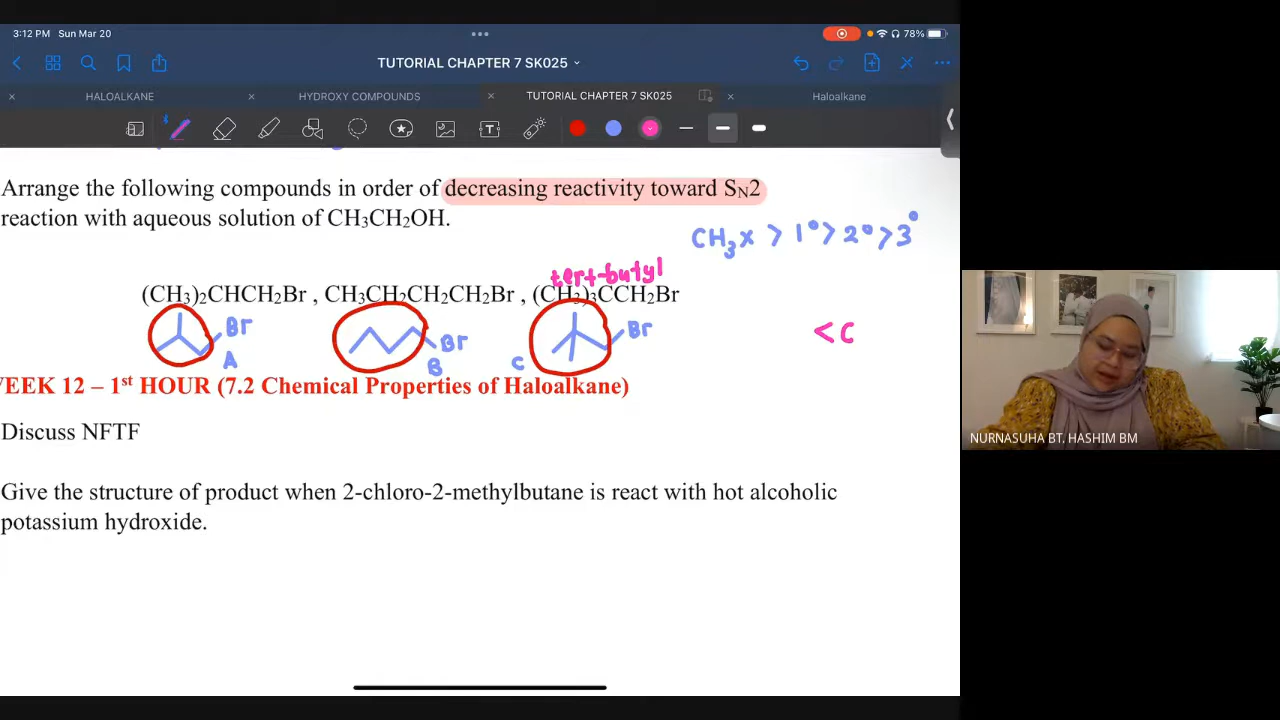 3:12 PM Sun Mar 20
78%
TUTORIAL CHAPTER 7 SK025
HALOALKANE
HYDROXY COMPOUNDS
TUTORIAL CHAPTER 7 SK025
Haloalkane
Arrange the following compounds in order of decreasing reactivity toward SN2
reaction with aqueous solution of CH3CH2OH.
CH3X > 1° > 2° > 3°
tert-butyl
(CH3)2CHCH2Br , CH3CH2CH2CH2Br , (CH3)3CCH2Br
Br
A
Br
B
C
Br
< C
VEEK 12 – 1st HOUR (7.2 Chemical Properties of Haloalkane)
Discuss NFTF
Give the structure of product when 2-chloro-2-methylbutane is react with hot alcoholic
potassium hydroxide.
NURNASUHA BT. HASHIM BM